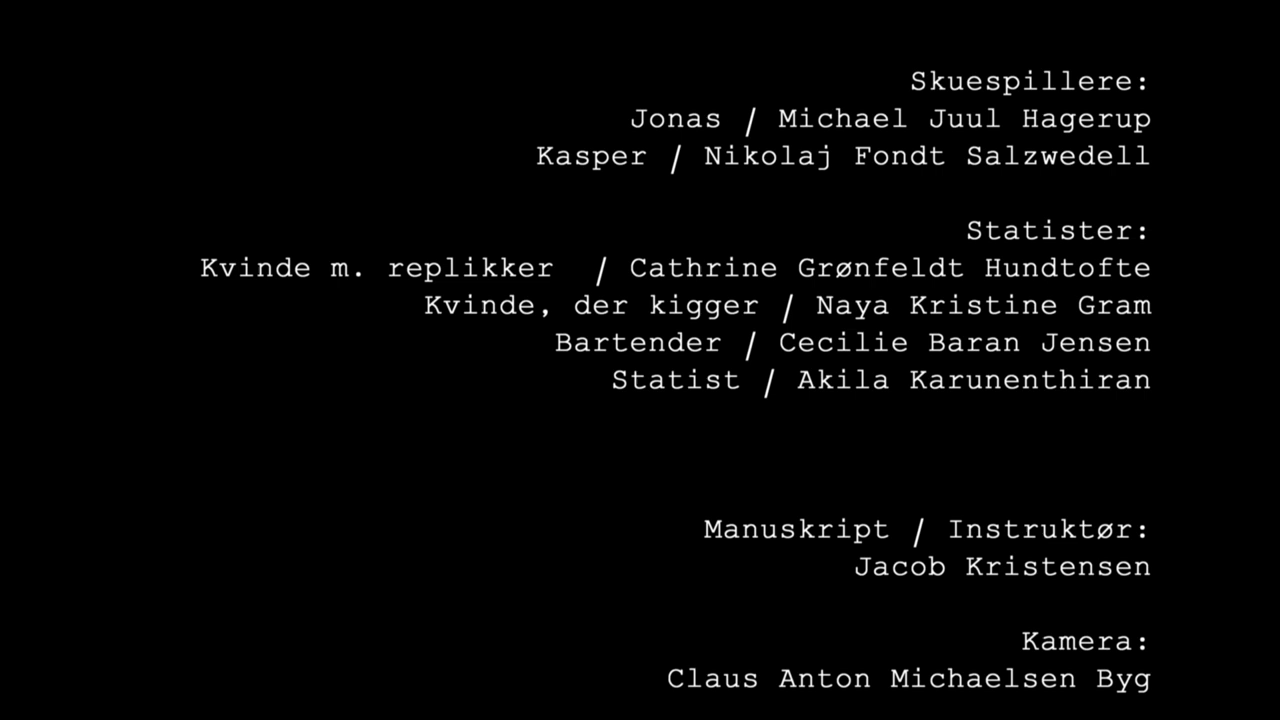 Skuespillere:
Jonas / Michael Juul Hagerup
Kasper / Nikolaj Fondt Salzwedell
Statister:
Kvinde m. replikker / Cathrine Grønfeldt Hundtofte
Kvinde, der kigger / Naya Kristine Gram
Bartender / Cecilie Baran Jensen
Statist / Akila Karunenthiran
Manuskript / Instruktør:
Jacob Kristensen
Kamera:
Claus Anton Michaelsen Byg